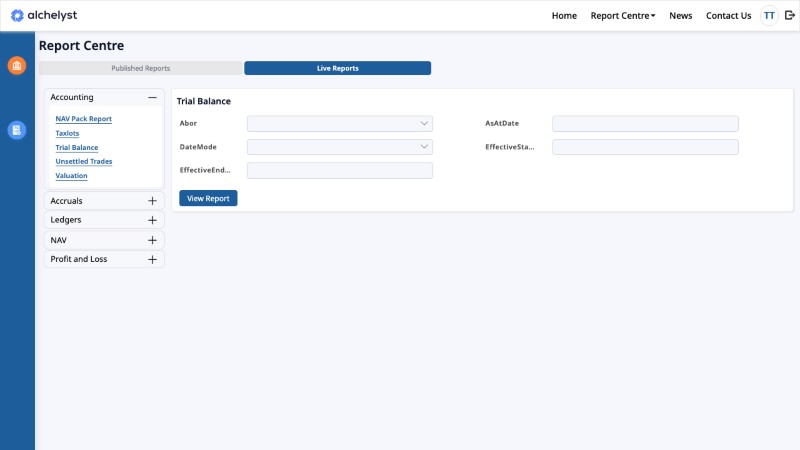 alchelyst
Home Report Centre News Contact Us TT
Report Centre
Published Reports Live Reports
Accounting
NAV Pack Report
Taxlots
Trial Balance
Unsettled Trades
Valuation
Accruals
Ledgers
NAV
Profit and Loss
Trial Balance
Abor AsAtDate
DateMode EffectiveSta...
EffectiveEnd...
View Report